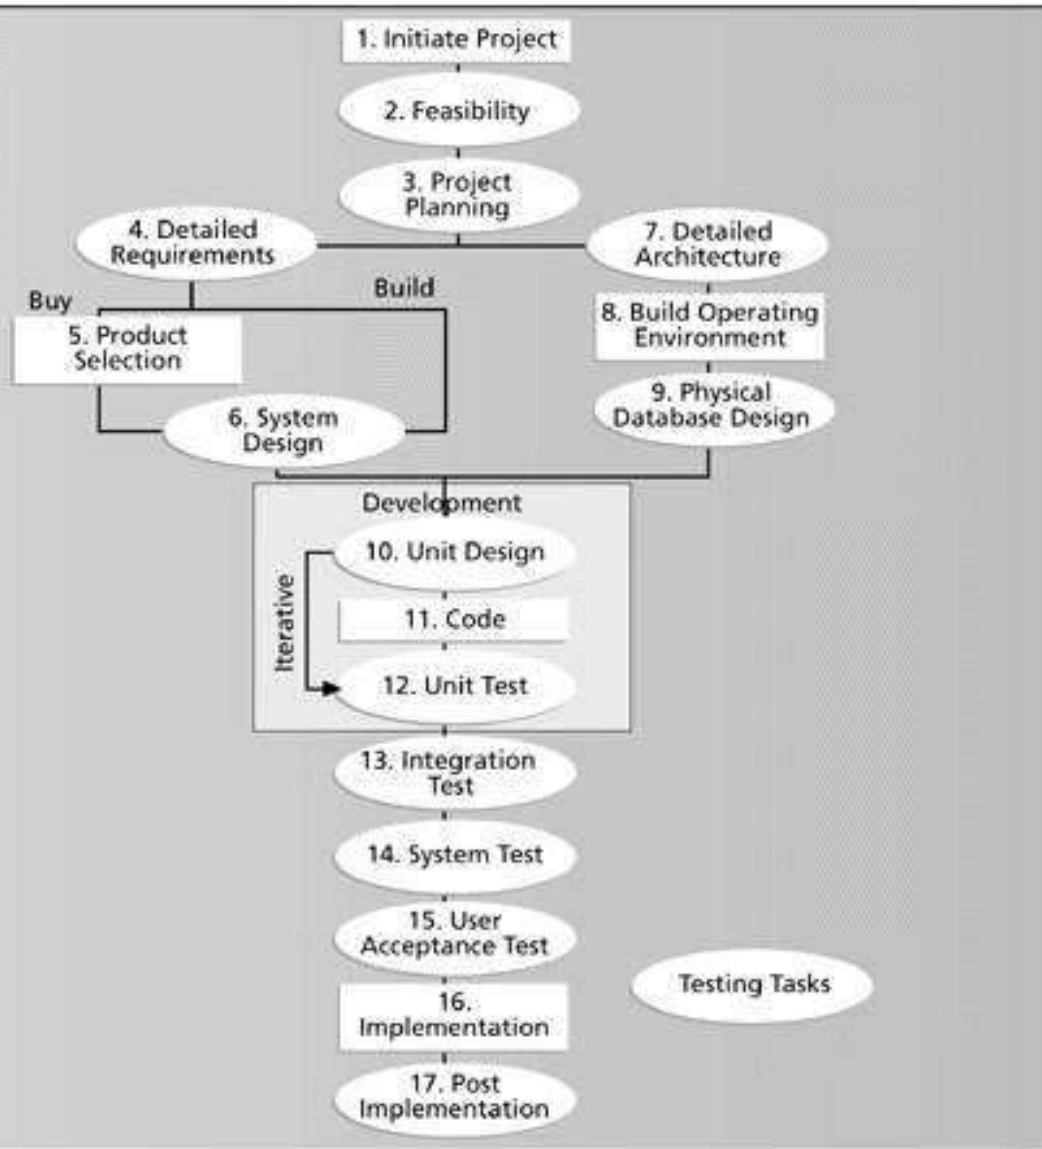 1. Initiate Project
2. Feasibility
3. Project
Planning
4. Detailed
Requirements
7. Detailed
Architecture
Buy
Build
5. Product
Selection
8. Build Operating
Environment
6. System
Design
9. Physical
Database Design
Development
10. Unit Design
Iterative
11. Code
12. Unit Test
13. Integration
Test
14. System Test
15. User
Acceptance Test
Testing Tasks
16.
Implementation
17. Post
Implementation